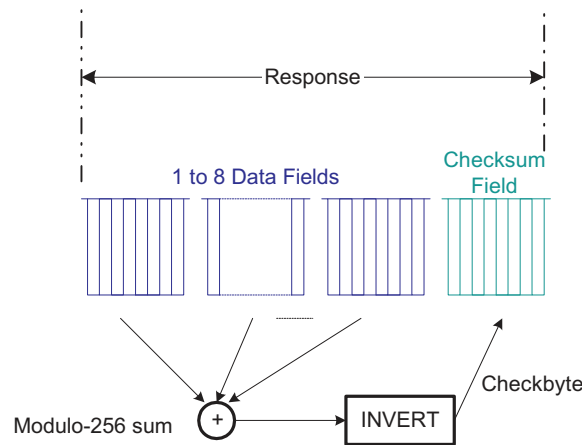 Response
1 to 8 Data Fields
Checksum
Field
Checkbyte
Modulo-256 sum
+
INVERT